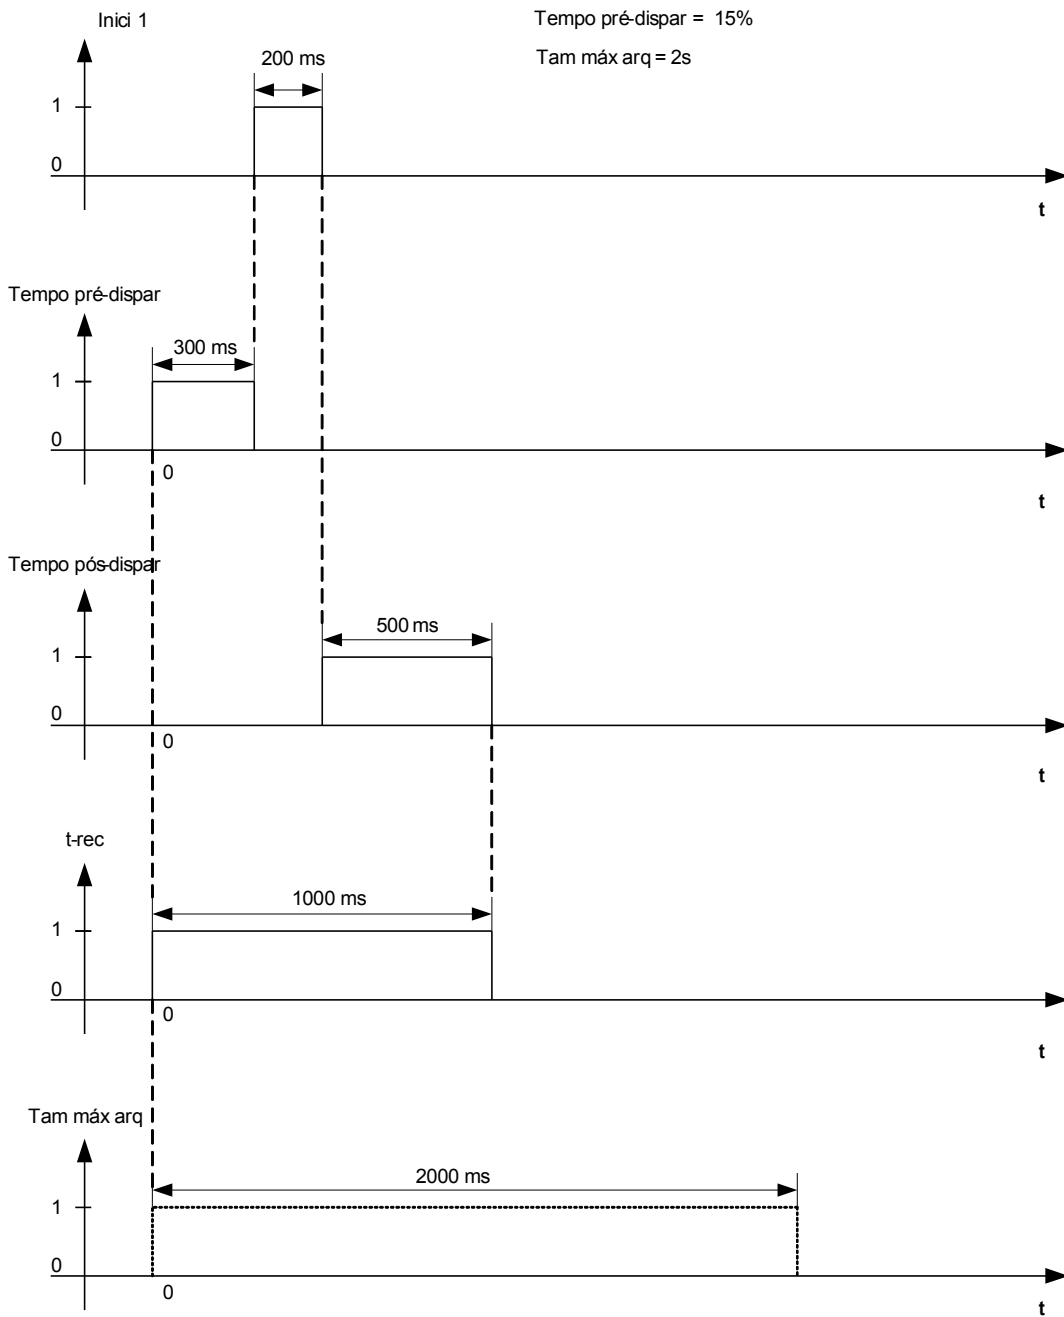 Inici 1
Tempo pré-dispar = 15%
Tam máx arq = 2s
200 ms
1
0
t
Tempo pré-dispar
300 ms
1
0
0
t
Tempo pós-dispar
500 ms
1
0
0
t
t-rec
1000 ms
1
0
0
t
Tam máx arq
2000 ms
1
0
0
t